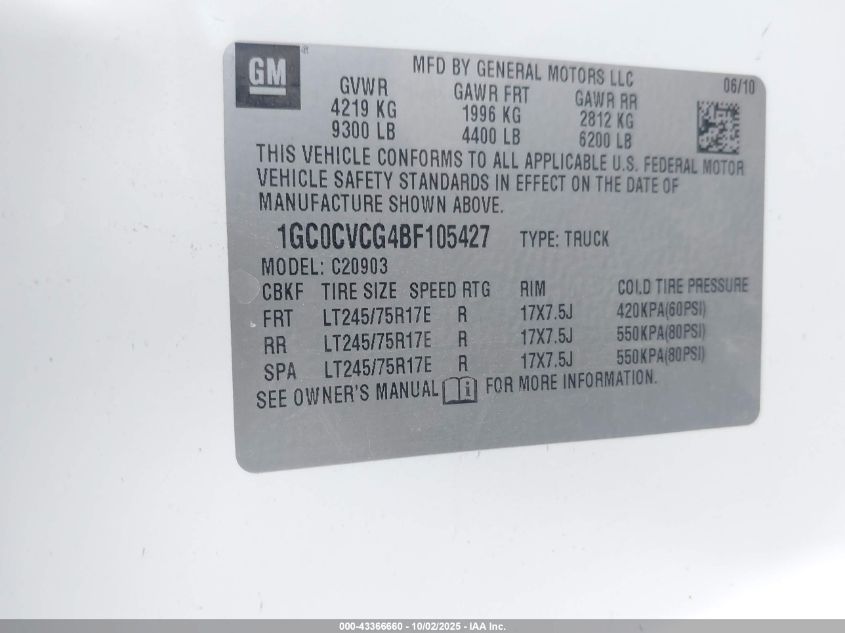 GM
MFD BY GENERAL MOTORS LLC
06/10
GVWR GAWR FRT GAWR RR
4219 KG 1996 KG 2812 KG
9300 LB 4400 LB 6200 LB
THIS VEHICLE CONFORMS TO ALL APPLICABLE U.S. FEDERAL MOTOR
VEHICLE SAFETY STANDARDS IN EFFECT ON THE DATE OF
MANUFACTURE SHOWN ABOVE.
1GC0CVCG4BF105427 TYPE: TRUCK
MODEL: C20903
CBKF TIRE SIZE SPEED RTG RIM COLD TIRE PRESSURE
FRT LT245/75R17E R 17X7.5J 420KPA(60PSI)
RR LT245/75R17E R 17X7.5J 550KPA(80PSI)
SPA LT245/75R17E R 17X7.5J 550KPA(80PSI)
SEE OWNER'S MANUAL i FOR MORE INFORMATION.
000-43366660 - 10/02/2025 - IAA Inc.